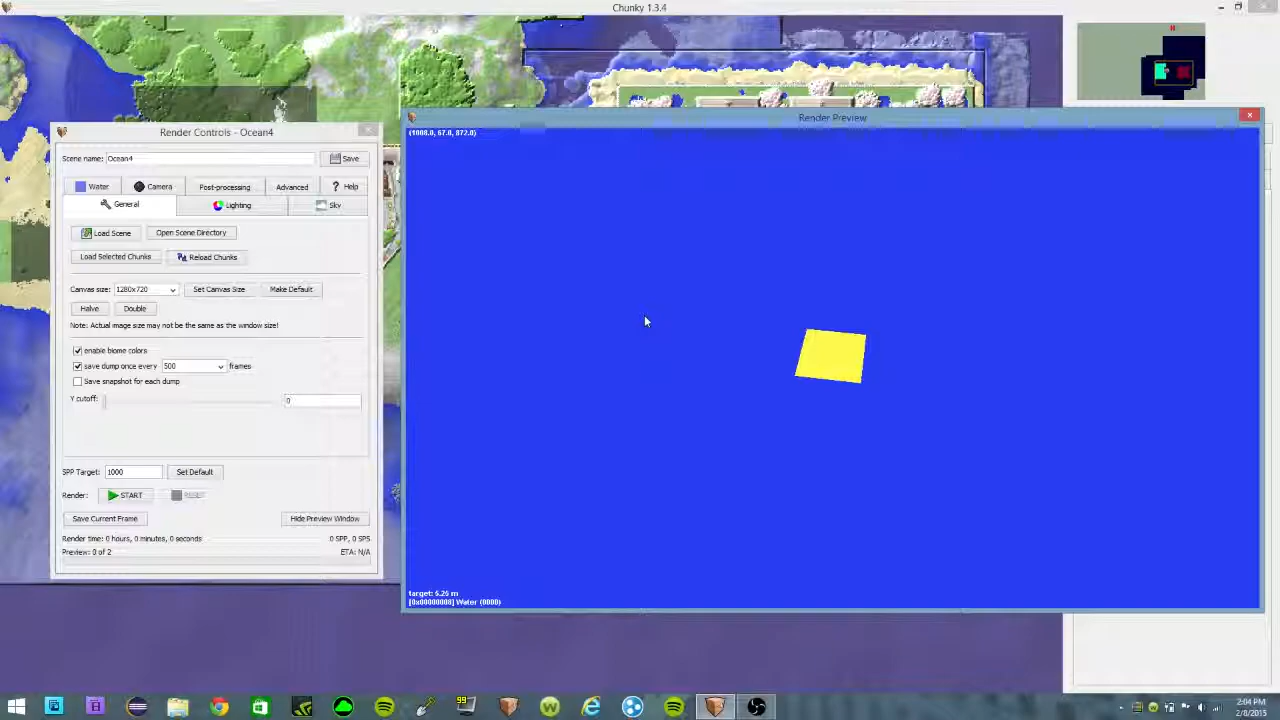 Chunky 1.3.4
Render Controls - Ocean4
Scene name: Ocean4 Save
Water Camera Post-processing Advanced ? Help
General Lighting Sky
Load Scene Open Scene Directory
Load Selected Chunks Reload Chunks
Canvas size: 1280x720 Set Canvas Size Make Default
Halve Double
Note: Actual image size may not be the same as the window size!
enable biome colors
save dump once every 500 frames
Save snapshot for each dump
Y cutoff: 0
SPP Target: 1000 Set Default
Render: START RESET
Save Current Frame Hide Preview Window
Render time: 0 hours, 0 minutes, 0 seconds 0 SPP, 0 SPS
Preview: 0 of 2 ETA: N/A
Render Preview
(1008.0, 67.0, 872.0)
target: 5.25 m
[0x00000008] Water (0000)
N
99
2:04 PM
2/8/2015